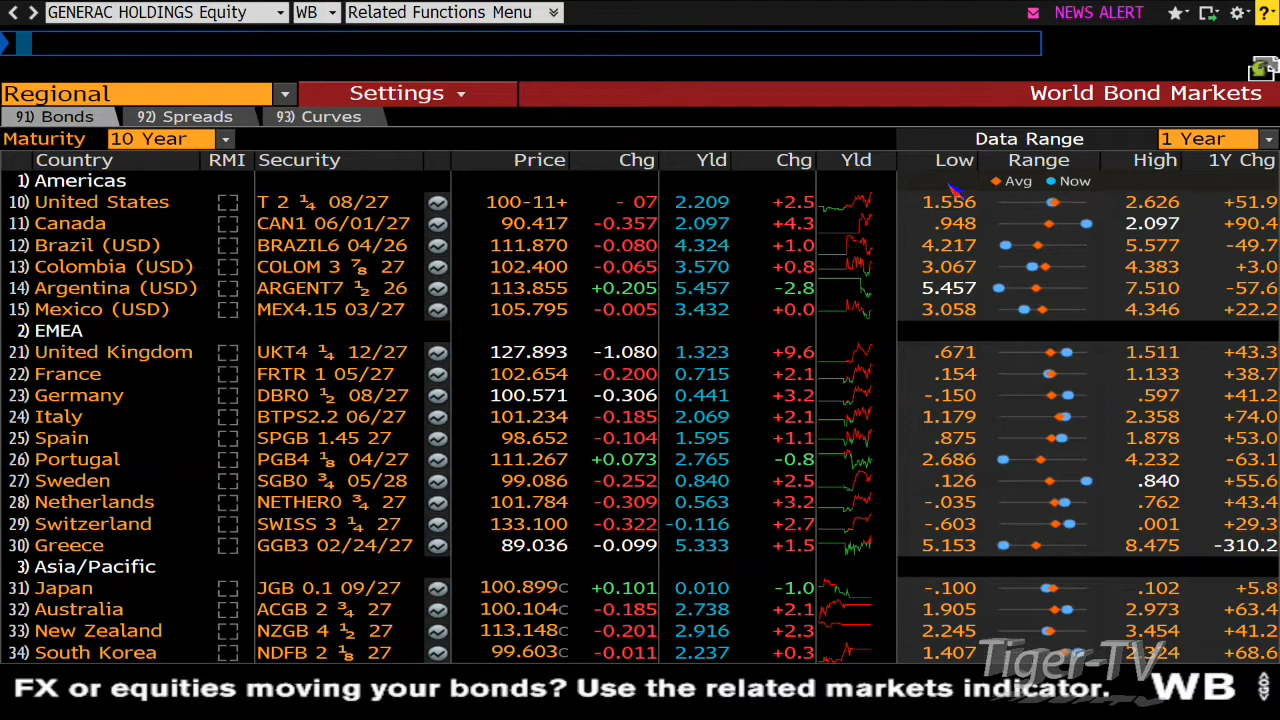 GENERAC HOLDINGS Equity WB Related Functions Menu NEWS ALERT ?
Regional Settings World Bond Markets
91) Bonds 92) Spreads 93) Curves
Maturity 10 Year Data Range 1 Year
Country RMI Security Price Chg Yld Chg Yld Low Range High 1Y Chg
1) Americas Avg Now
10) United States T 2 ¼ 08/27 100-11+ - 07 2.209 +2.5 1.556 2.626 +51.9
11) Canada CAN1 06/01/27 90.417 -0.357 2.097 +4.3 .948 2.097 +90.4
12) Brazil (USD) BRAZIL6 04/26 111.870 -0.080 4.324 +1.0 4.217 5.577 -49.7
13) Colombia (USD) COLOM 3 ⅞ 27 102.400 -0.065 3.570 +0.8 3.067 4.383 +3.0
14) Argentina (USD) ARGENT7 ½ 26 113.855 +0.205 5.457 -2.8 5.457 7.510 -57.6
15) Mexico (USD) MEX4.15 03/27 105.795 -0.005 3.432 +0.0 3.058 4.346 +22.2
2) EMEA
21) United Kingdom UKT4 ¼ 12/27 127.893 -1.080 1.323 +9.6 .671 1.511 +43.3
22) France FRTR 1 05/27 102.654 -0.200 0.715 +2.1 .154 1.133 +38.7
23) Germany DBR0 ½ 08/27 100.571 -0.306 0.441 +3.2 -.150 .597 +41.2
24) Italy BTPS2.2 06/27 101.234 -0.185 2.069 +2.1 1.179 2.358 +74.0
25) Spain SPGB 1.45 27 98.652 -0.104 1.595 +1.1 .875 1.878 +53.0
26) Portugal PGB4 ⅛ 04/27 111.267 +0.073 2.765 -0.8 2.686 4.232 -63.1
27) Sweden SGB0 ¾ 05/28 99.086 -0.252 0.840 +2.5 .126 .840 +55.6
28) Netherlands NETHER0 ¾ 27 101.784 -0.309 0.563 +3.2 -.035 .762 +43.4
29) Switzerland SWISS 3 ¼ 27 133.100 -0.322 -0.116 +2.7 -.603 .001 +29.3
30) Greece GGB3 02/24/27 89.036 -0.099 5.333 +1.5 5.153 8.475 -310.2
3) Asia/Pacific
31) Japan JGB 0.1 09/27 100.899c +0.101 0.010 -1.0 -.100 .102 +5.8
32) Australia ACGB 2 ¾ 27 100.104c -0.185 2.738 +2.1 1.905 2.973 +63.4
33) New Zealand NZGB 4 ½ 27 113.148c -0.201 2.916 +2.3 2.245 3.454 +41.2
34) South Korea NDFB 2 ⅛ 27 99.603c -0.011 2.237 +0.3 1.407 2.324 +68.6
Tiger-TV
FX or equities moving your bonds? Use the related markets indicator. WB